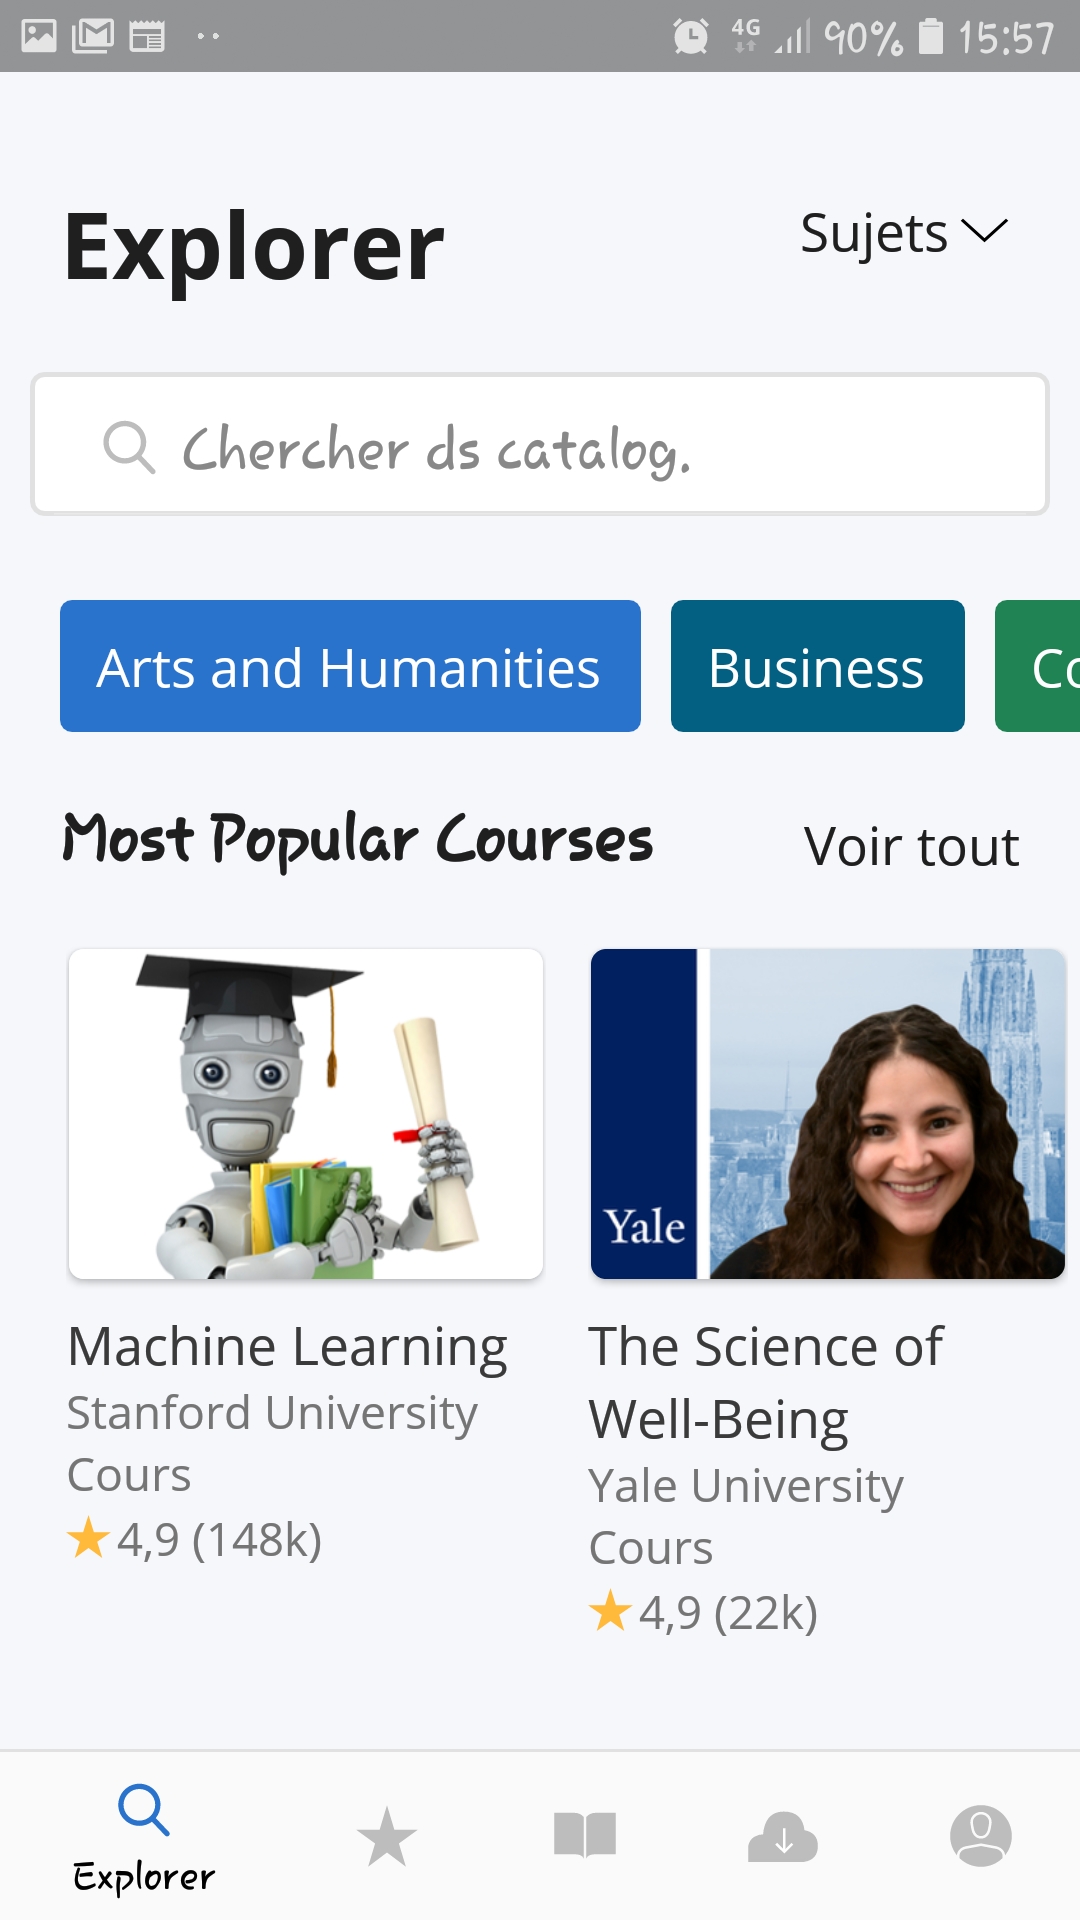 4G 90% 15:57
Explorer
Sujets
Chercher ds catalog.
Arts and Humanities
Business
Co
Most Popular Courses
Voir tout
Yale
Machine Learning
Stanford University
Cours
4,9 (148k)
The Science of
Well-Being
Yale University
Cours
4,9 (22k)
Explorer